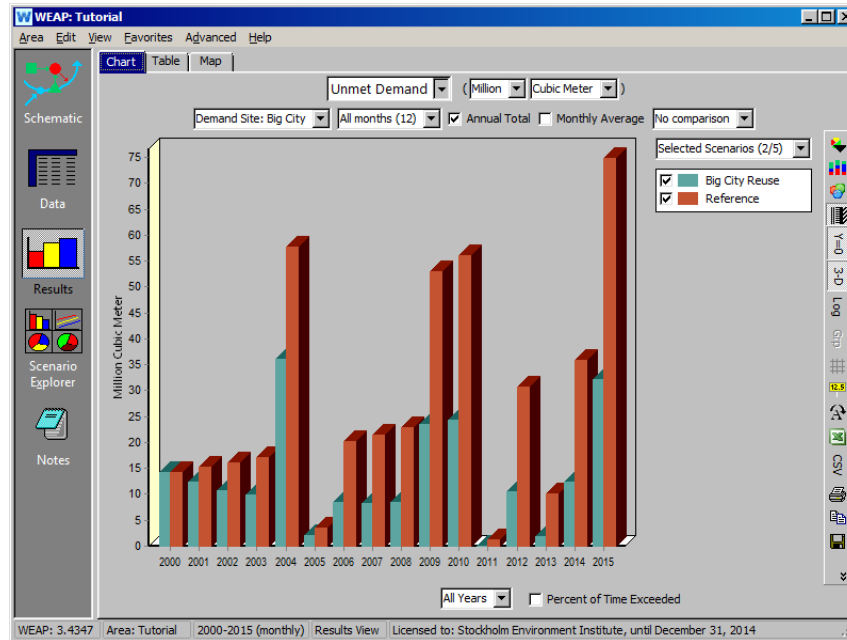 WEAP: Tutorial
Area Edit View Favorites Advanced Help
Chart Table Map
Unmet Demand ( Million Cubic Meter )
Demand Site: Big City All months (12) Annual Total Monthly Average No comparison
Selected Scenarios (2/5)
Big City Reuse
Reference
Schematic
Data
Results
Scenario
Explorer
Notes
Million Cubic Meter
75
70
65
60
55
50
45
40
35
30
25
20
15
10
5
0
2000 2001 2002 2003 2004 2005 2006 2007 2008 2009 2010 2011 2012 2013 2014 2015
Y=0
3-D
Log
Grp
12.5
CSV
All Years Percent of Time Exceeded
WEAP: 3.4347 Area: Tutorial 2000-2015 (monthly) Results View Licensed to: Stockholm Environment Institute, until December 31, 2014